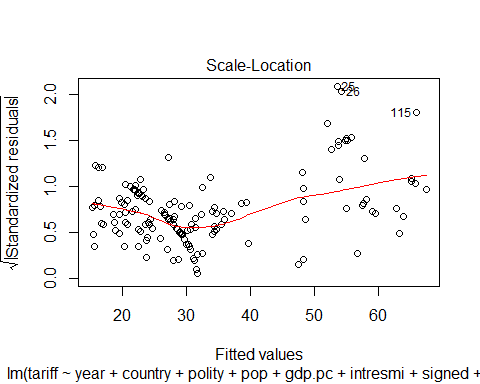 Scale-Location
√|Standardized residuals|
2.0
1.5
1.0
0.5
0.0
25
26
115
20 30 40 50 60
Fitted values
lm(tariff ~ year + country + polity + pop + gdp.pc + intresmi + signed +